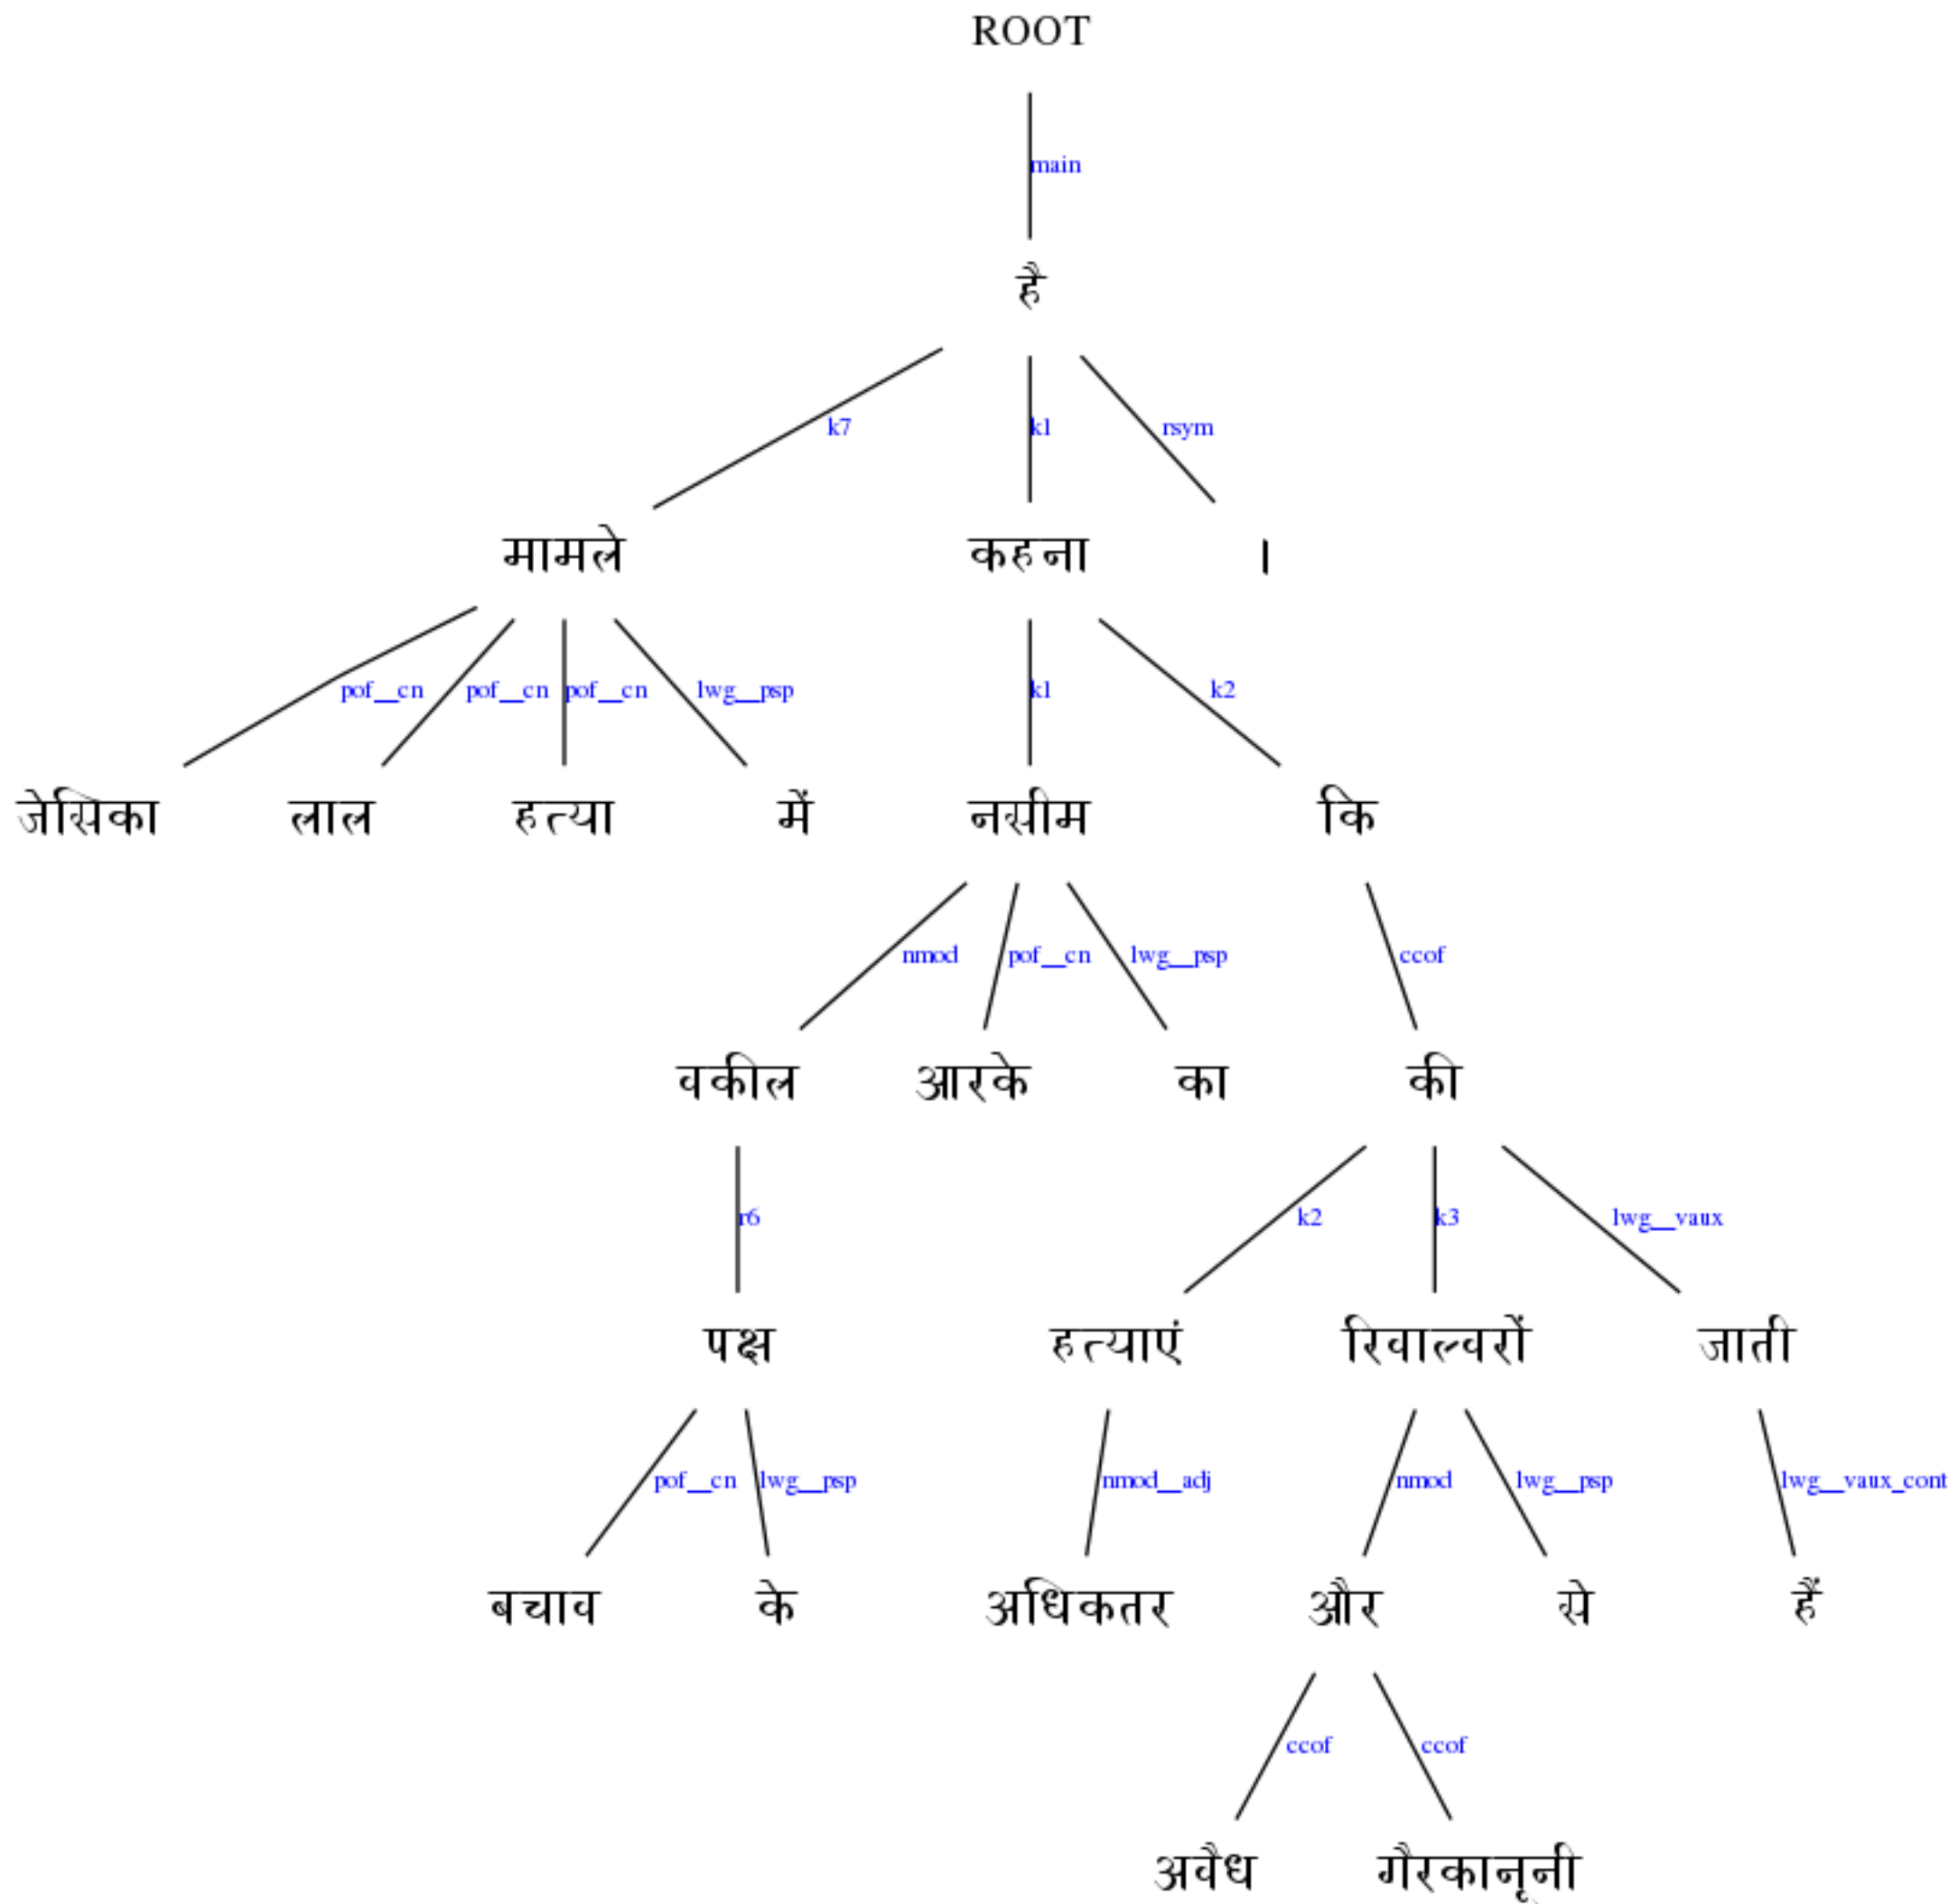 ROOT
main
है
k7 k1 rsym
मामले कहना ।
pof__cn pof__cn pof__cn lwg__psp k1 k2
जेसिका लाल हत्या में नसीम कि
nmod pof__cn lwg__psp ccof
वकील आरके का की
r6 k2 k3 lwg__vaux
पक्ष हत्याएं रिवाल्वरों जाती
pof__cn lwg__psp nmod__adj nmod lwg__psp lwg__vaux_cont
बचाव के अधिकतर और से हैं
ccof ccof
अवैध गैरकानूनी